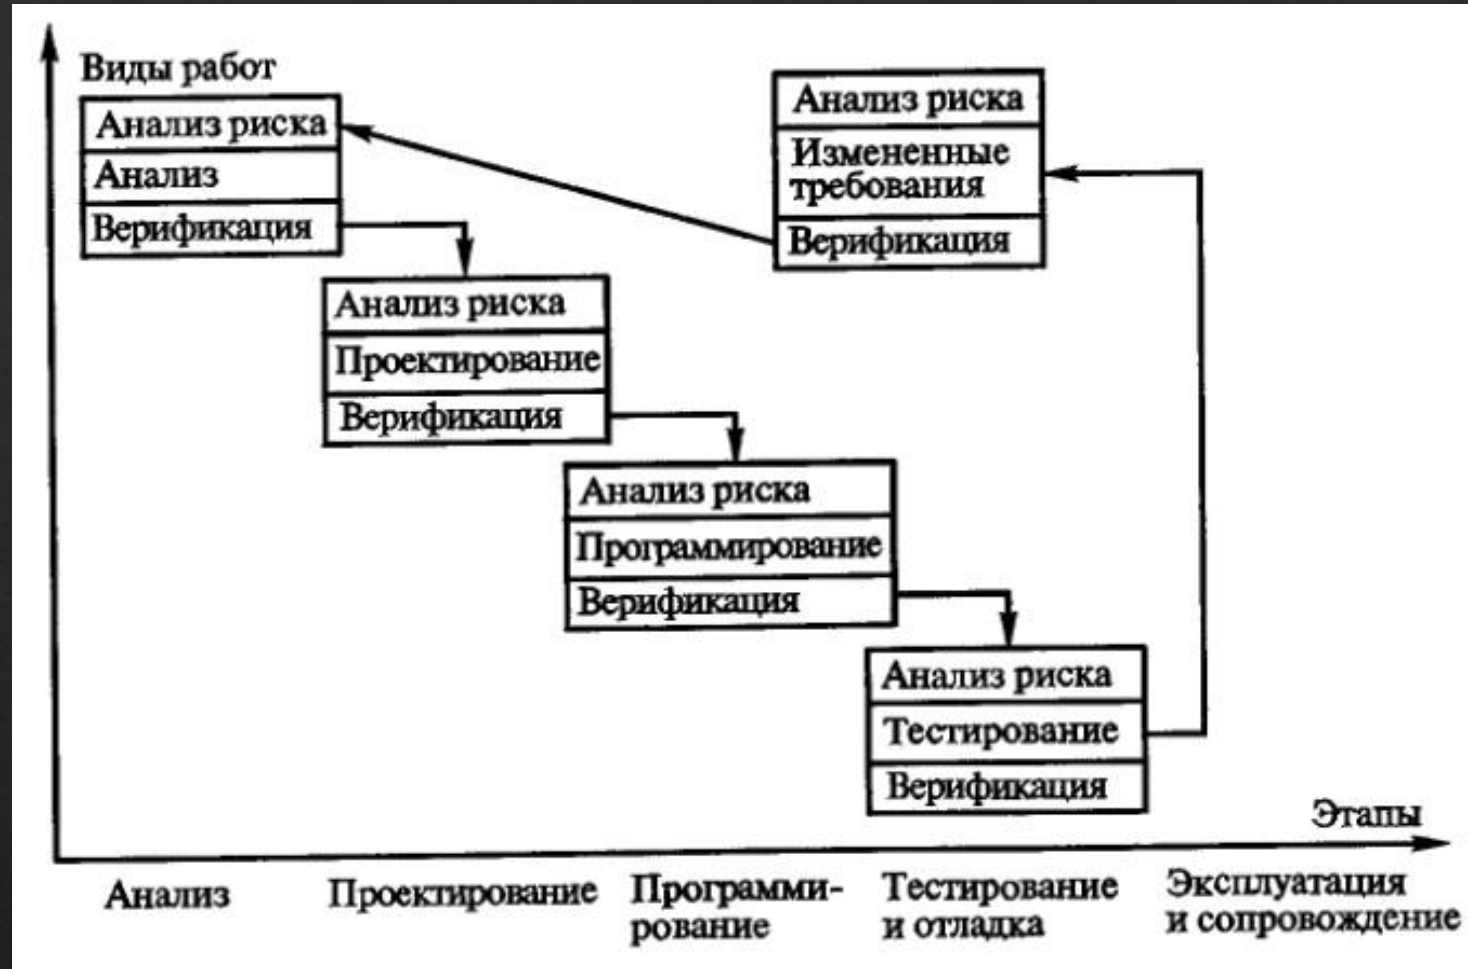 Виды работ
Анализ риска
Анализ
Верификация
Анализ риска
Измененные
требования
Верификация
Анализ риска
Проектирование
Верификация
Анализ риска
Программирование
Верификация
Анализ риска
Тестирование
Верификация
Этапы
Анализ
Проектирование
Программи-
рование
Тестирование
и отладка
Эксплуатация
и сопровождение